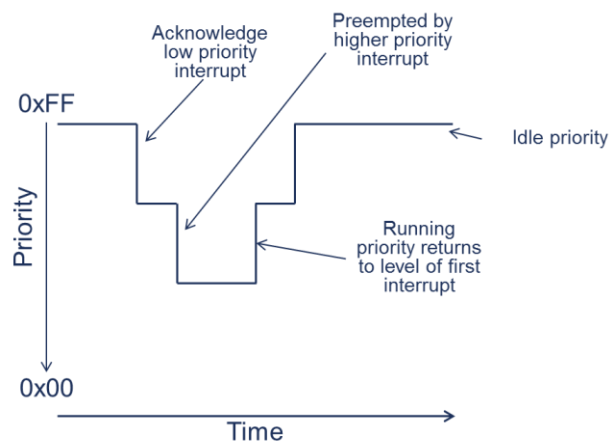 Acknowledge
low priority
interrupt
Preempted by
higher priority
interrupt
0xFF
Idle priority
Priority
Running
priority returns
to level of first
interrupt
0x00
Time